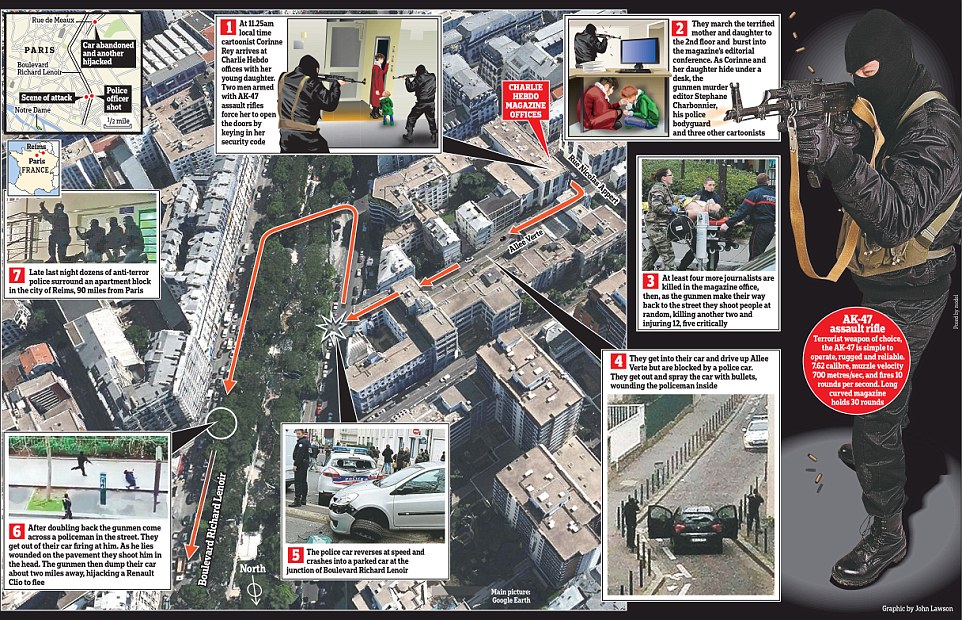 Rue de Meaux
PARIS
Car abandoned
and another
hijacked
Boulevard
Richard Lenoir
Scene of attack
Police
officer
shot
Notre Dame
1/2 mile
Reims
Paris
FRANCE
1 At 11.25am
local time
cartoonist Corinne
Rey arrives at
Charlie Hebdo
offices with her
young daughter.
Two men armed
with AK-47
assault rifles
force her to open
the doors by
keying in her
security code
2 They march the terrified
mother and daughter to
the 2nd floor and burst into
the magazine's editorial
conference. As Corinne and
her daughter hide under a
desk, the
gunmen murder
editor Stephane
Charbonnier,
his police
bodyguard
and three other cartoonists
CHARLIE
HEBDO
MAGAZINE
OFFICES
Rue Nicolas Appert
Allee Verte
3 At least four more journalists are
killed in the magazine office,
then, as the gunmen make their way
back to the street they shoot people at
random, killing another two and
injuring 12, five critically
4 They get into their car and drive up Allee
Verte but are blocked by a police car.
They get out and spray the car with bullets,
wounding the policeman inside
POLICE
5 The police car reverses at speed and
crashes into a parked car at the
junction of Boulevard Richard Lenoir
6 After doubling back the gunmen come
across a policeman in the street. They
get out of their car firing at him. As he lies
wounded on the pavement they shoot him in
the head. The gunmen then dump their car
about two miles away, hijacking a Renault
Clio to flee
7 Late last night dozens of anti-terror
police surround an apartment block
in the city of Reims, 90 miles from Paris
Boulevard Richard Lenoir
North
Main picture:
Google Earth
AK-47
assault rifle
Terrorist weapon of choice,
the AK-47 is simple to
operate, rugged and reliable.
7.62 calibre, muzzle velocity
700 metres/sec, and fires 10
rounds per second. Long
curved magazine
holds 30 rounds
Posed by model
Graphic by John Lawson